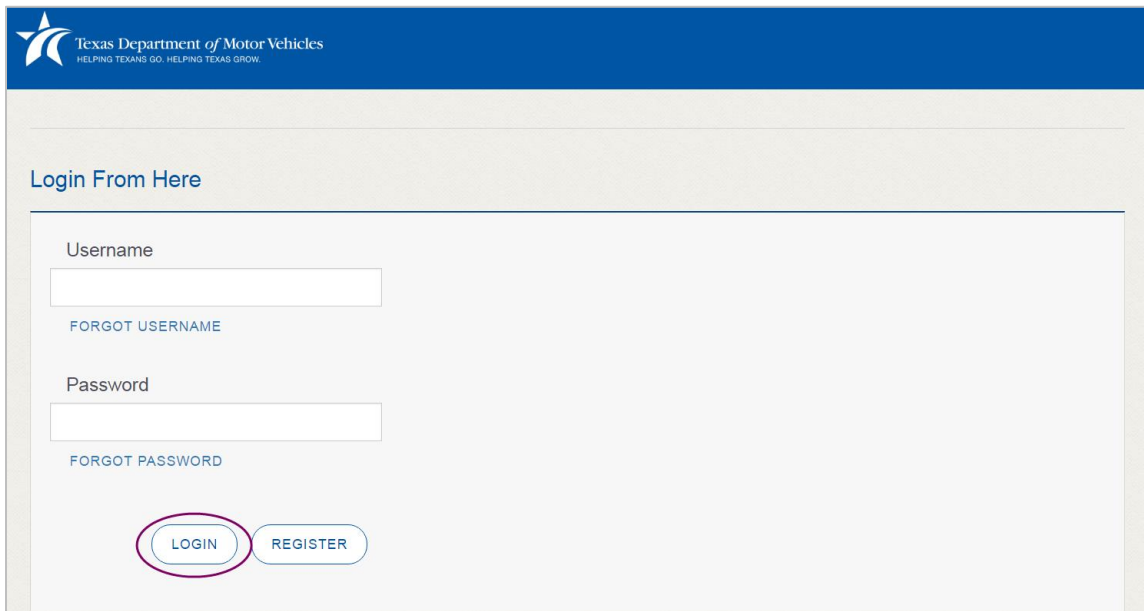 Texas Department of Motor Vehicles
HELPING TEXANS GO. HELPING TEXAS GROW.
Login From Here
Username
FORGOT USERNAME
Password
FORGOT PASSWORD
LOGIN REGISTER